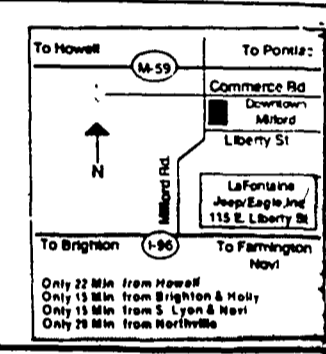 To Howell
To Pontiac
M-59
Commerce Rd
Downtown
Milford
Liberty St
N
Milford Rd.
LaFontaine
Jeep/Eagle, Inc
115 E. Liberty St
To Brighton
I-96
To Farmington
Novi
Only 22 Min from Howell
Only 15 Min from Brighton & Holly
Only 15 Min from S. Lyon & Novi
Only 20 Min from Northville